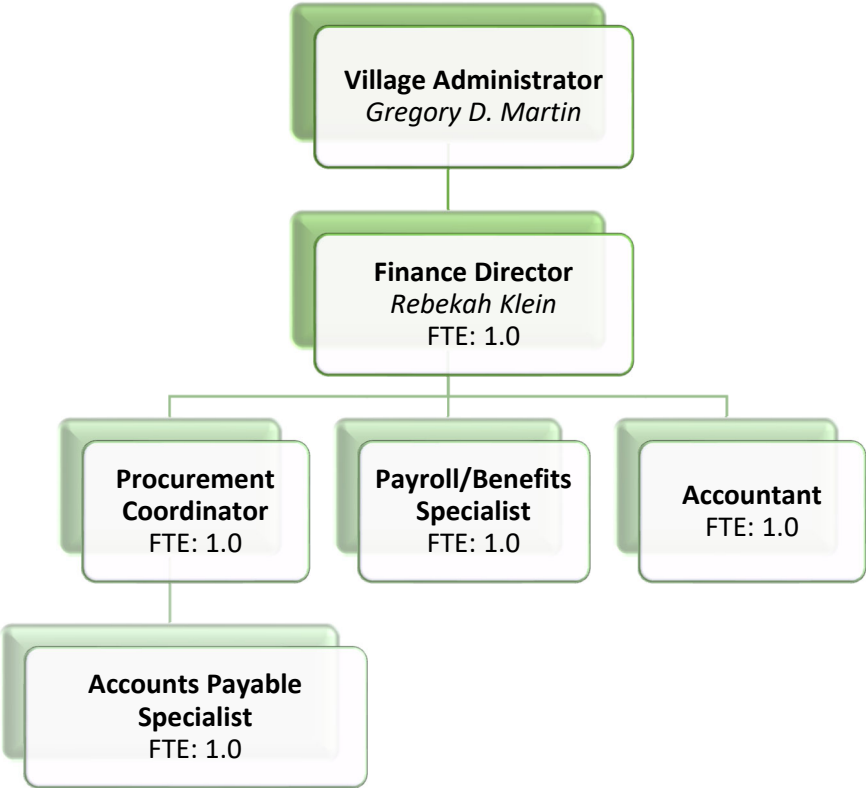 Village Administrator
Gregory D. Martin
Finance Director
Rebekah Klein
FTE: 1.0
Procurement
Coordinator
FTE: 1.0
Payroll/Benefits
Specialist
FTE: 1.0
Accountant
FTE: 1.0
Accounts Payable
Specialist
FTE: 1.0